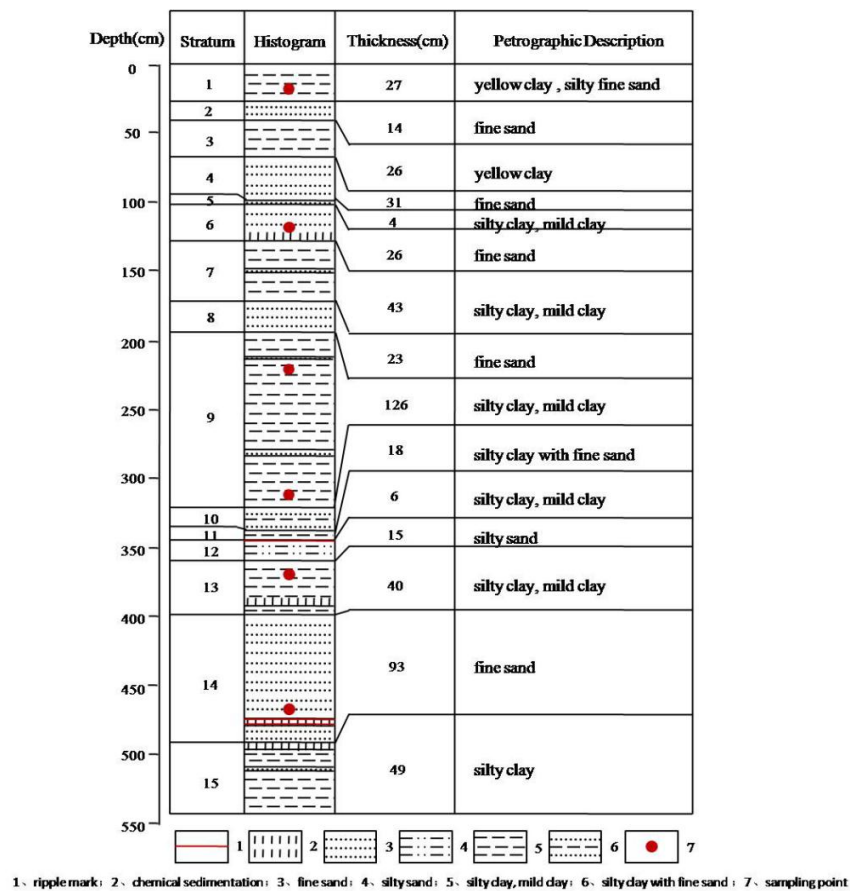 Depth(cm) Stratum Histogram Thickness(cm) Petrographic Description
0
1 27 yellow clay , silty fine sand
2 14 fine sand
50
3 26 yellow clay
4 31 fine sand
100
5 4 silty clay, mild clay
6 26 fine sand
150
7 43 silty clay, mild clay
8 23 fine sand
200
9 126 silty clay, mild clay
250
18 silty clay with fine sand
300
10 6 silty clay, mild clay
11 15 silty sand
350
12
13 40 silty clay, mild clay
400
14 93 fine sand
450
500
15 49 silty clay
550
1 2 3 4 5 6 7
1、ripple mark；2、chemical sedimentation；3、fine sand；4、silty sand；5、silty clay, mild clay；6、silty clay with fine sand；7、sampling point